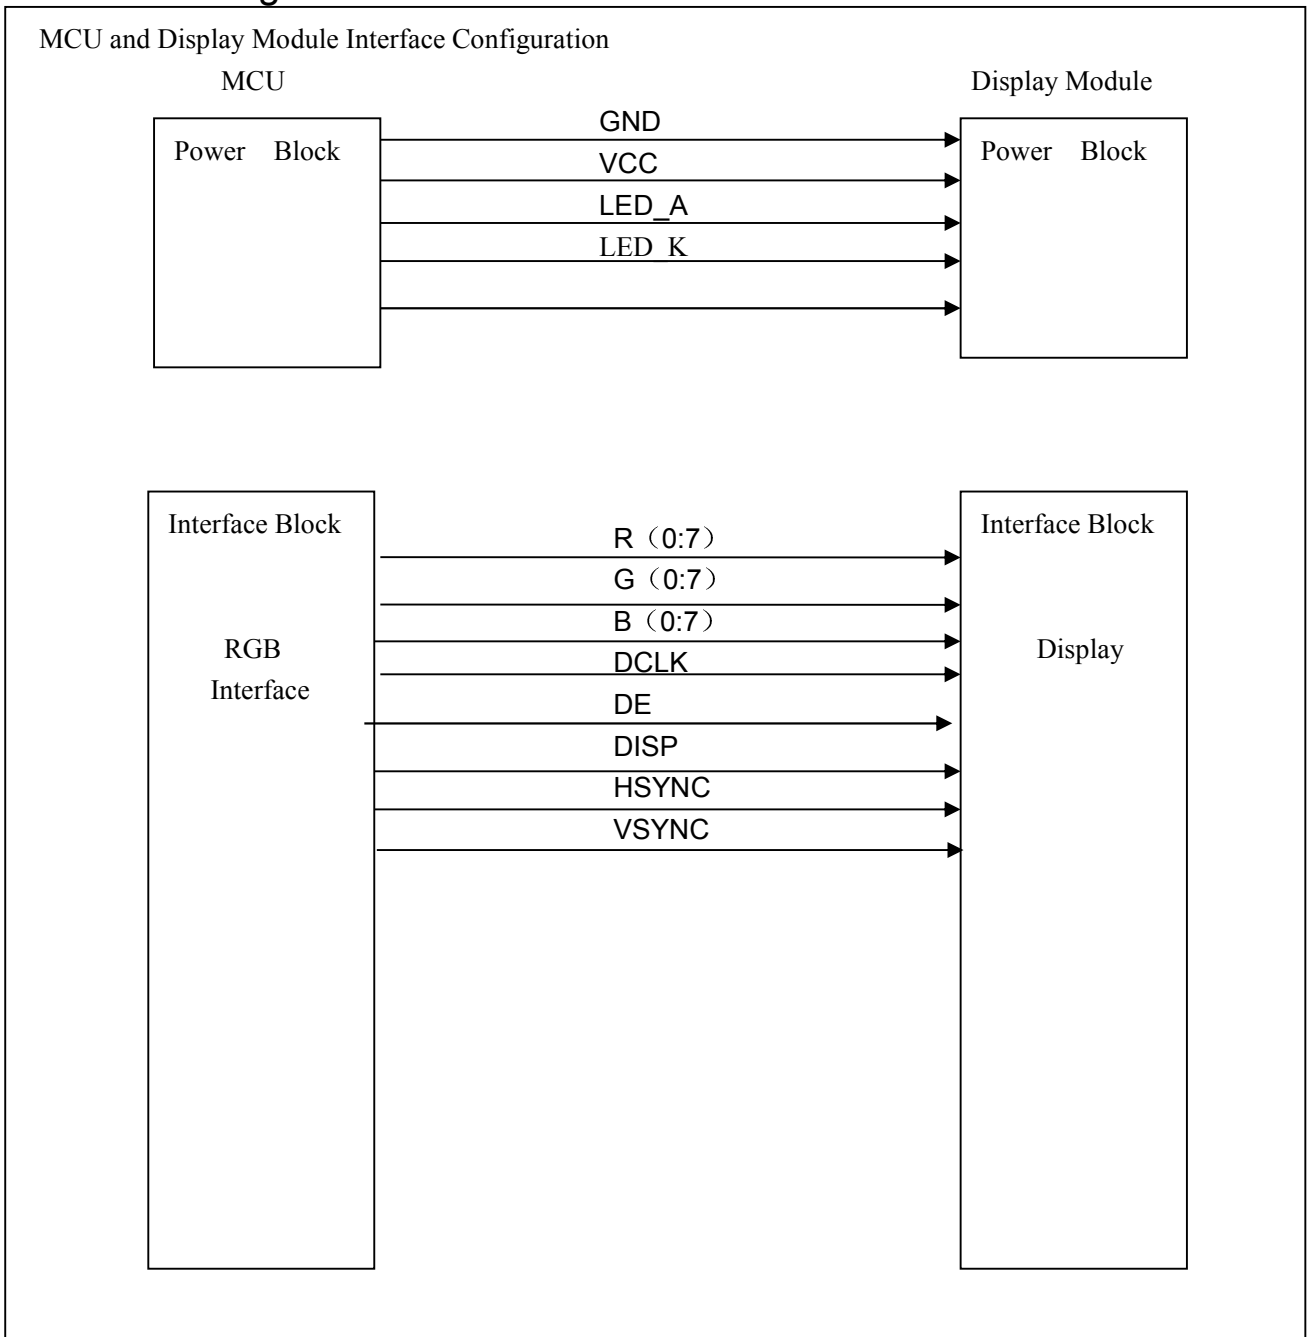 MCU and Display Module Interface Configuration
MCU Display Module
Power Block
GND
VCC
LED_A
LED_K
Power Block
Interface Block
RGB
Interface
R（0:7）
G（0:7）
B（0:7）
DCLK
DE
DISP
HSYNC
VSYNC
Interface Block
Display